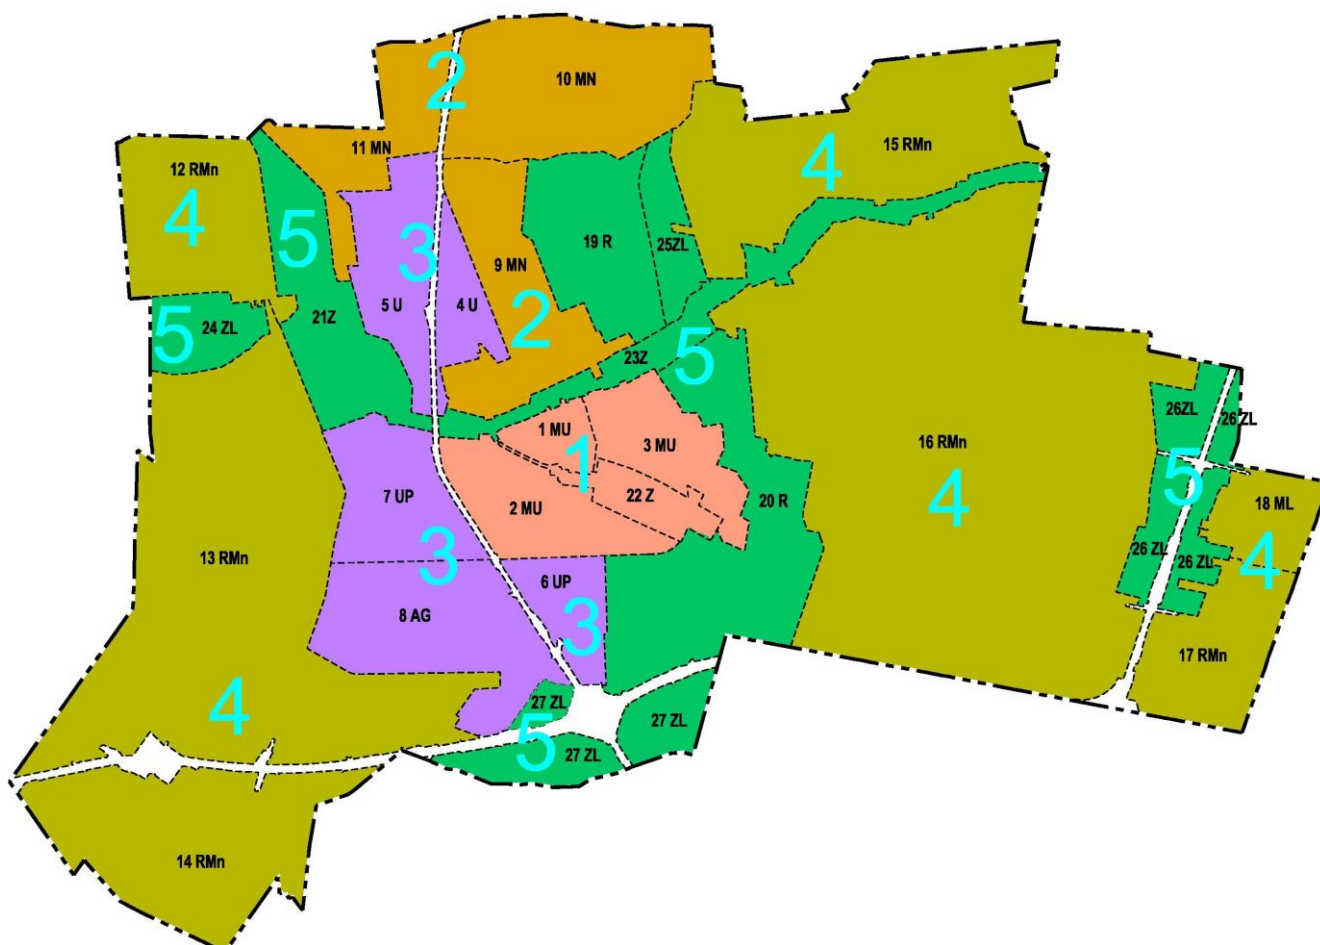 2
10 MN
11 MN
4
15 RMn
12 RMn
4
5
3
19 R
25ZL
9 MN
5 U
4 U
2
21Z
5
24 ZL
23Z
5
1 MU
3 MU
16 RMn
26ZL
26 ZL
1
5
7 UP
2 MU
22 Z
20 R
4
18 ML
13 RMn
3
6 UP
26 ZL
26 ZL
4
8 AG
3
17 RMn
4
27 ZL
27 ZL
5
27 ZL
14 RMn